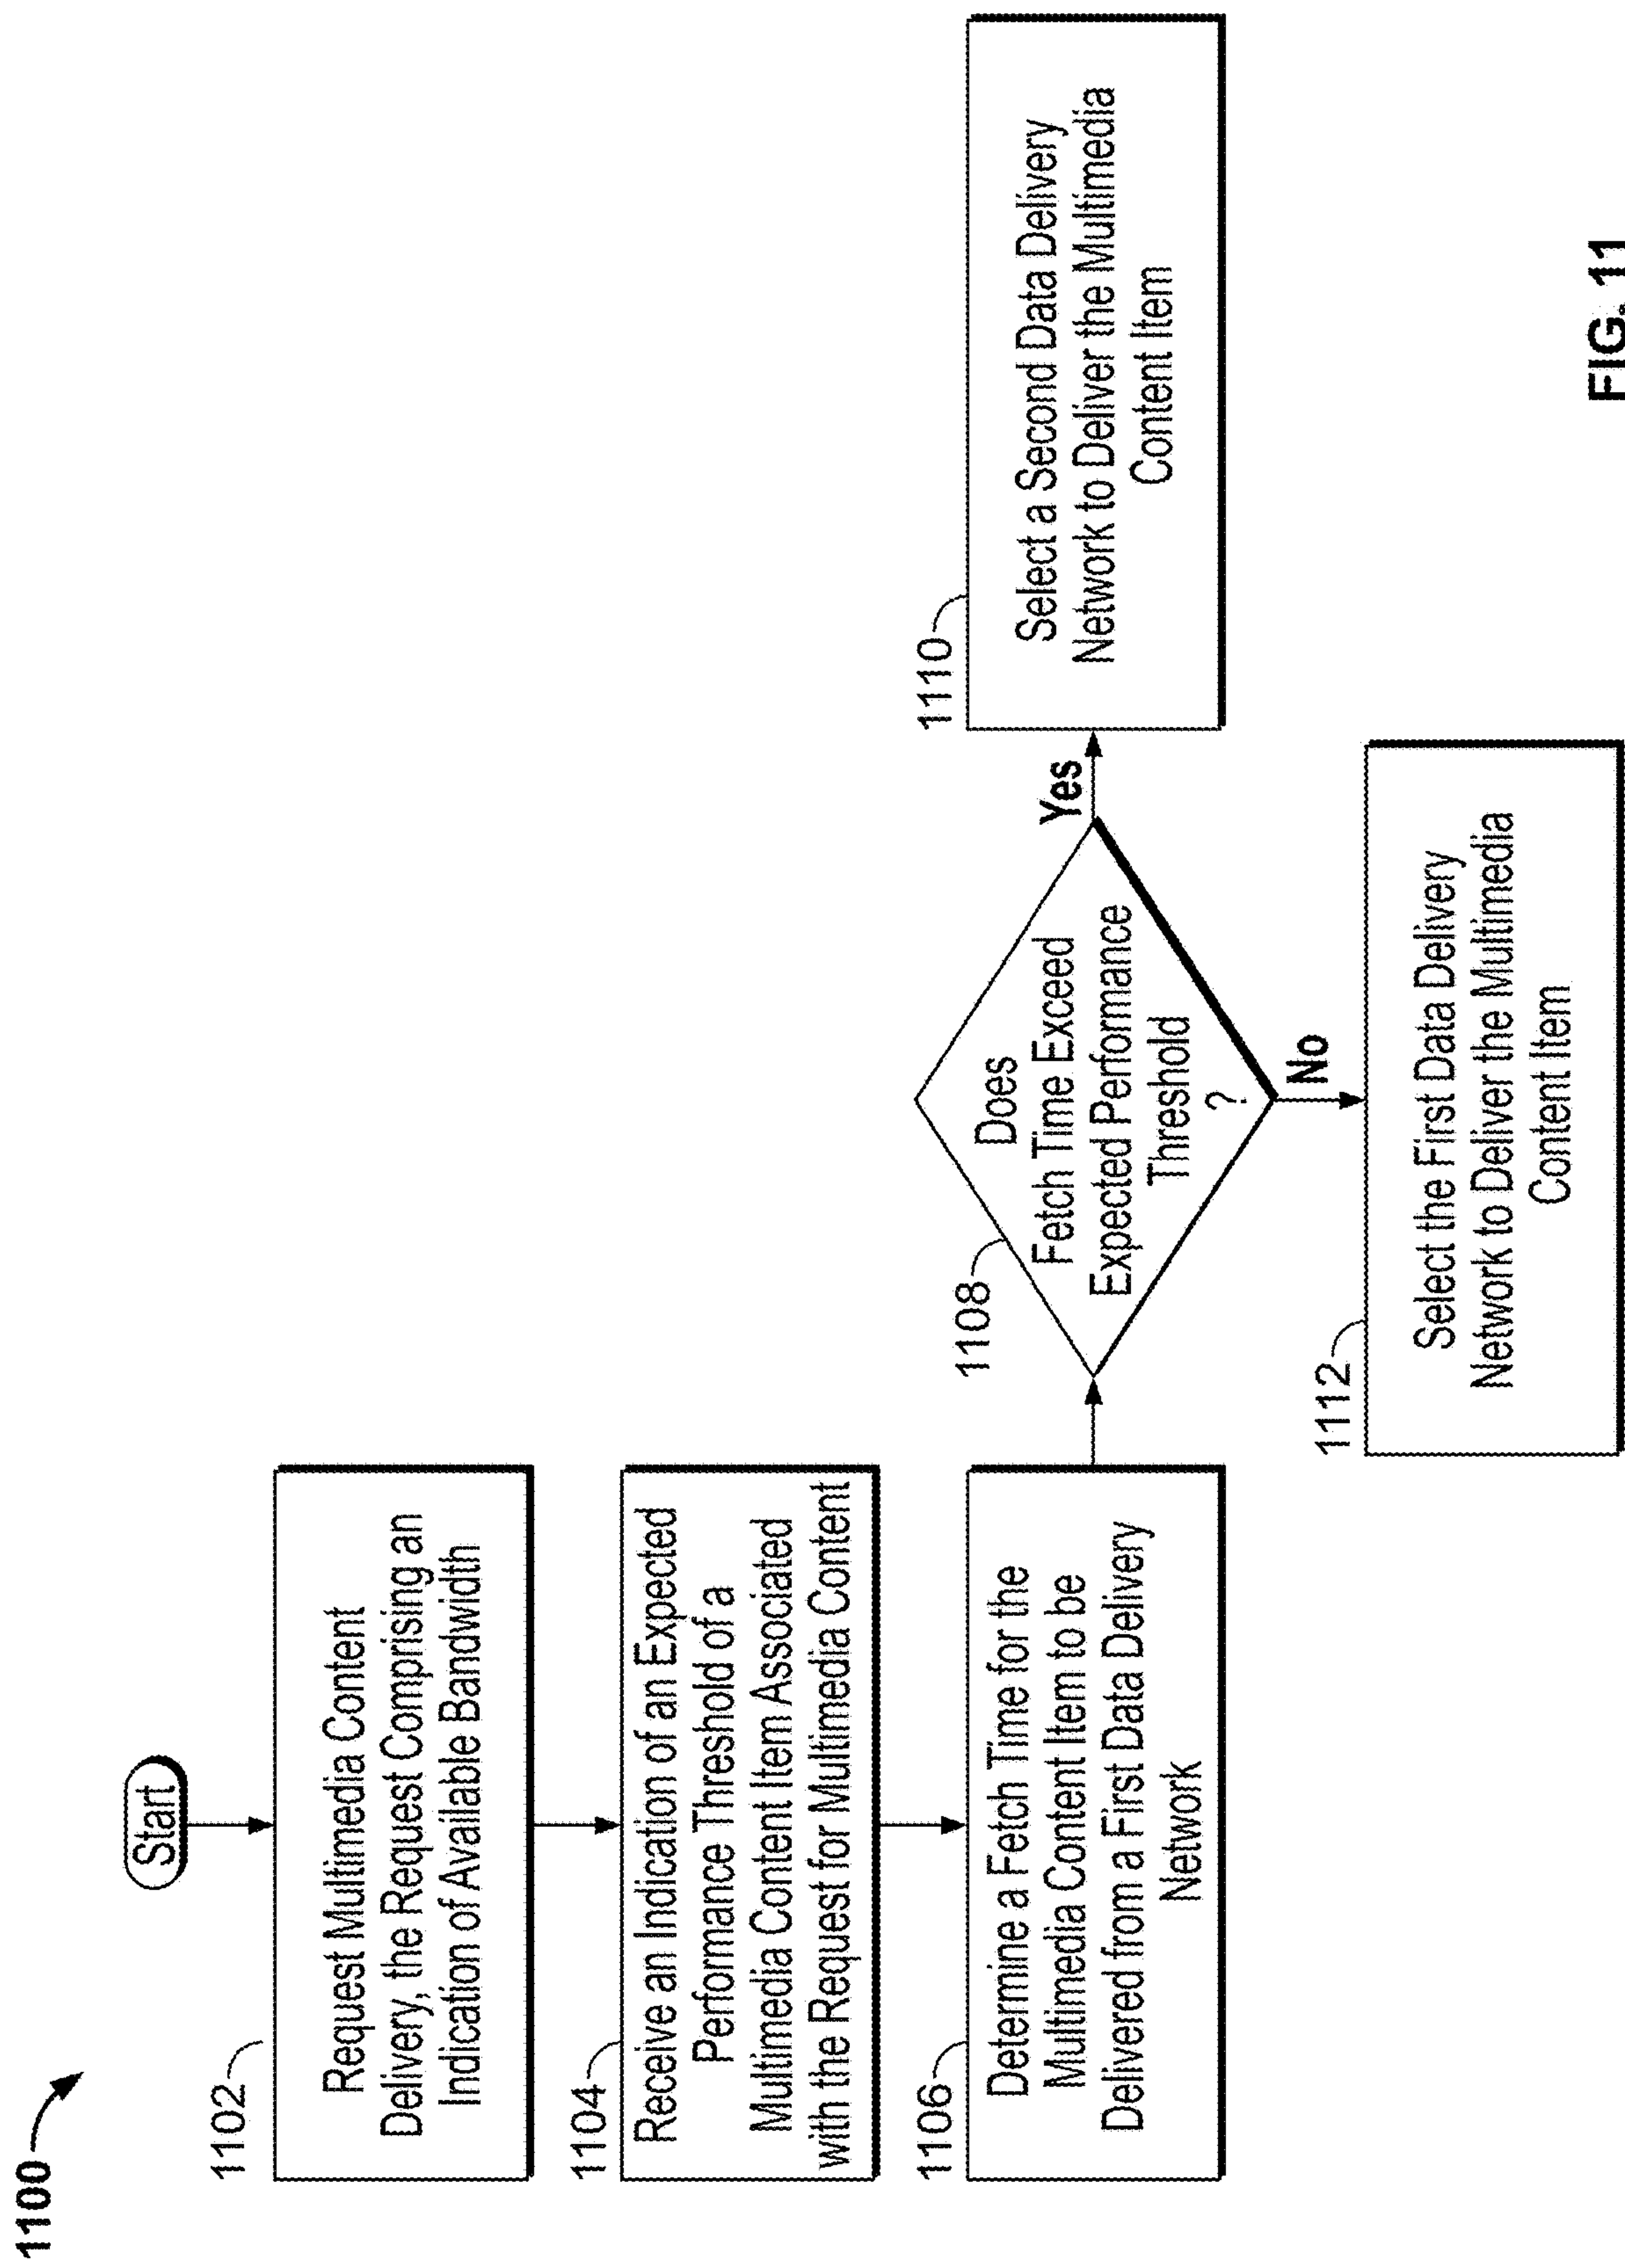 1100
Start
1102
Request Multimedia Content
Delivery, the Request Comprising an
Indication of Available Bandwidth
1104
Receive an Indication of an Expected
Performance Threshold of a
Multimedia Content Item Associated
with the Request for Multimedia Content
1106
Determine a Fetch Time for the
Multimedia Content Item to be
Delivered from a First Data Delivery
Network
1108
Does
Fetch Time Exceed
Expected Performance
Threshold
?
Yes
1110
Select a Second Data Delivery
Network to Deliver the Multimedia
Content Item
No
1112
Select the First Data Delivery
Network to Deliver the Multimedia
Content Item
FIG. 11